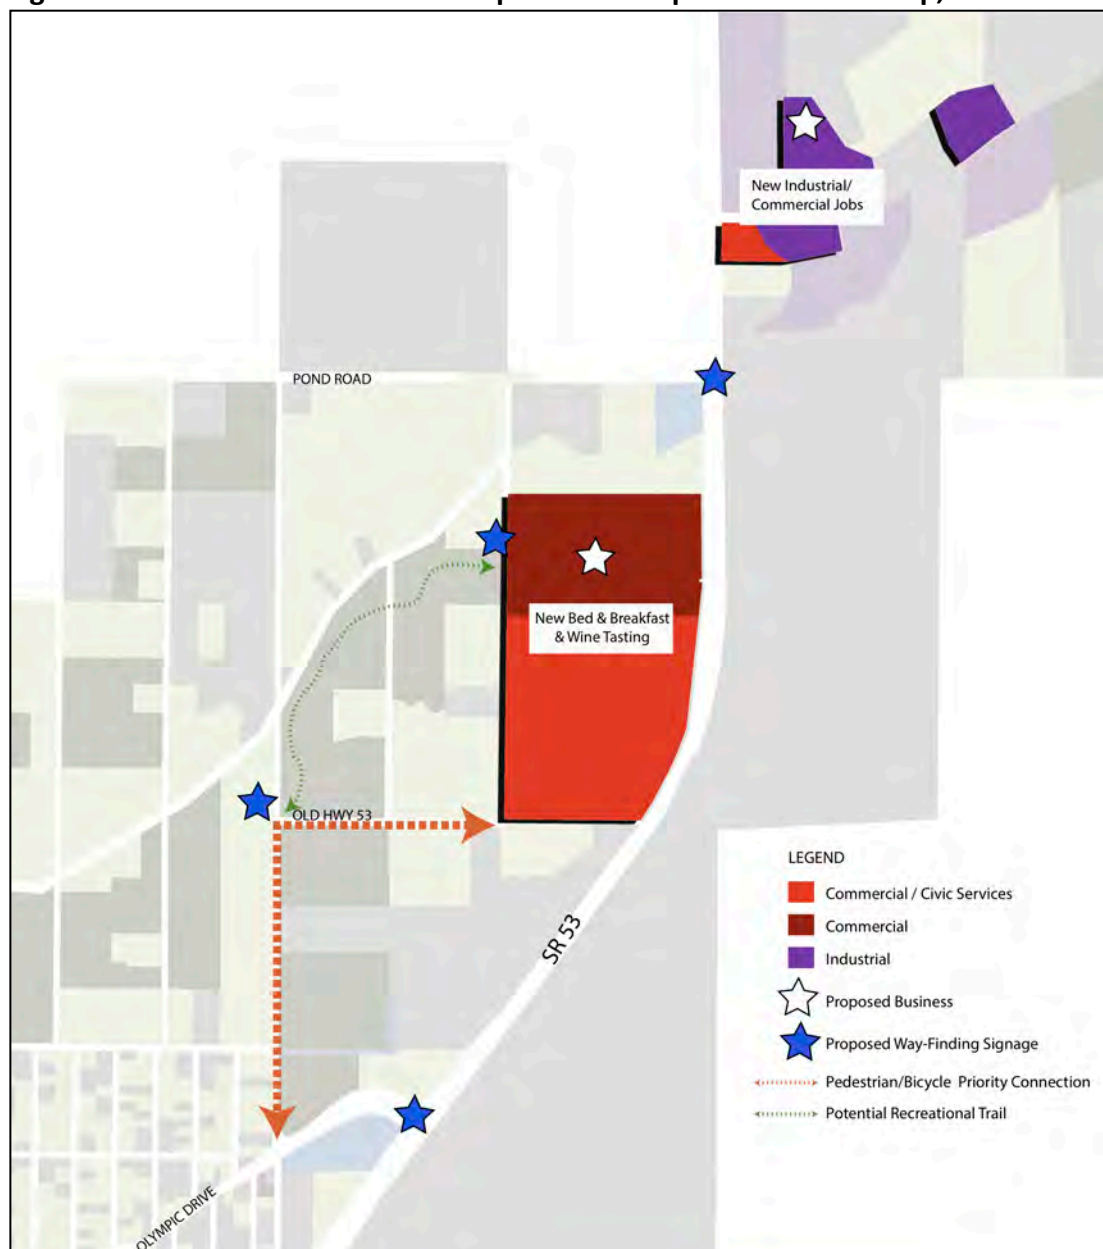 New Industrial/
Commercial Jobs
POND ROAD
New Bed & Breakfast
& Wine Tasting
OLD HWY 53
SR 53
OLYMPIC DRIVE
LEGEND
Commercial / Civic Services
Commercial
Industrial
Proposed Business
Proposed Way-Finding Signage
Pedestrian/Bicycle Priority Connection
Potential Recreational Trail